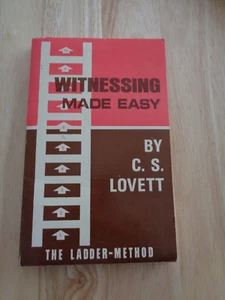 WITNESSING
MADE EASY
BY
C. S.
LOVETT
THE LADDER-METHOD